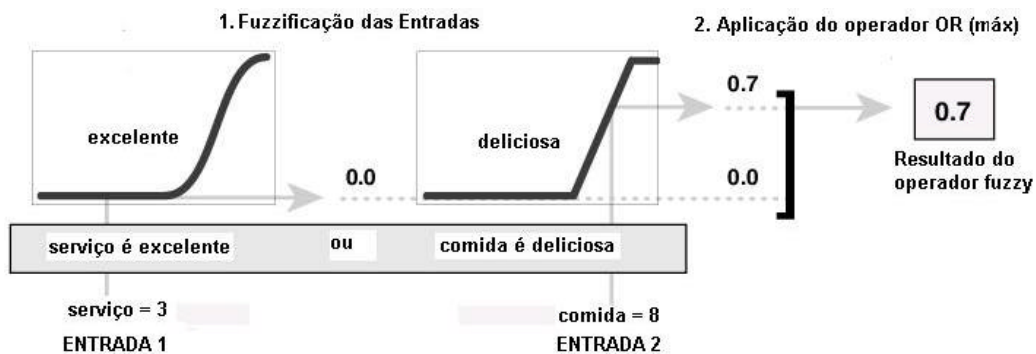 1. Fuzzificação das Entradas
2. Aplicação do operador OR (máx)
excelente
0.0
deliciosa
0.7
0.0
0.7
Resultado do
operador fuzzy
serviço é excelente
ou
comida é deliciosa
serviço = 3
comida = 8
ENTRADA 1
ENTRADA 2